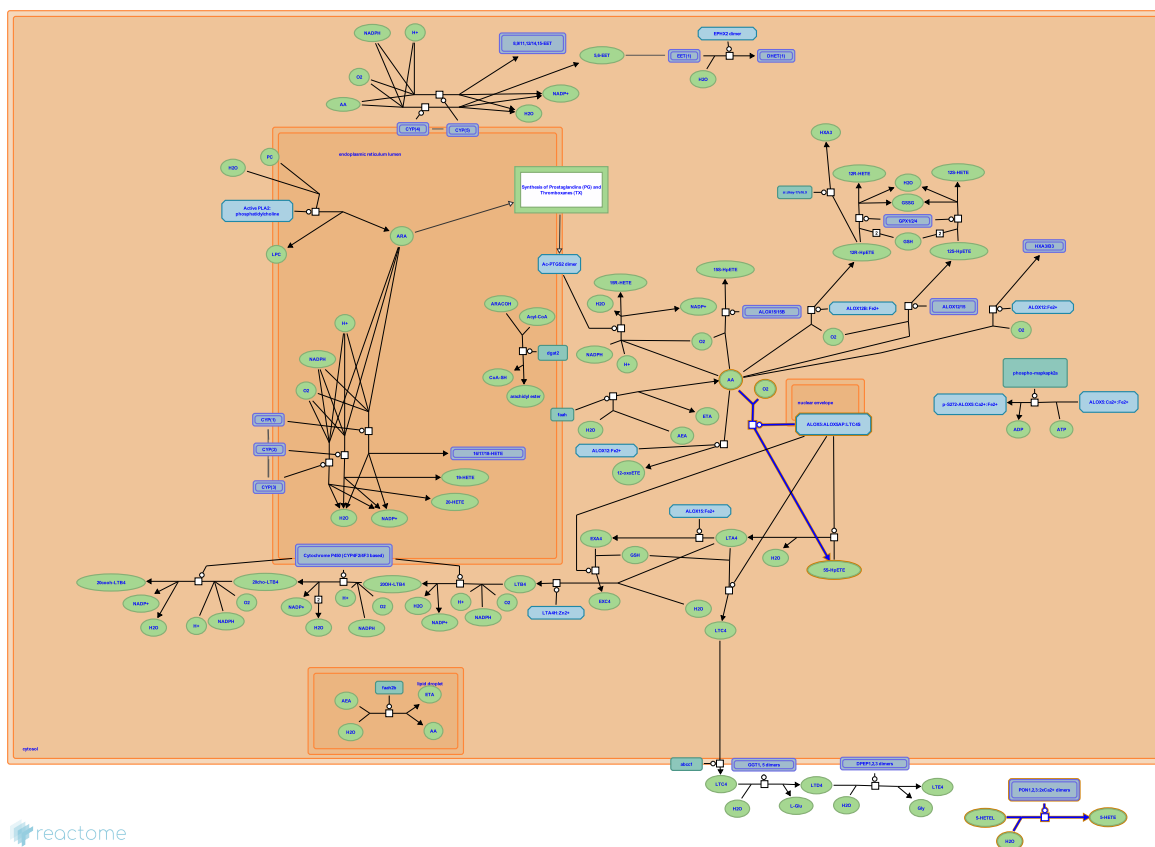 NADPH
H+
8,9/11,12/14,15-EET
EPHX2 dimer
5,6-EET
EET(1)
DHET(1)
H2O
O2
AA
NADP+
H2O
CYP(4)
CYP(5)
endoplasmic reticulum lumen
PC
H2O
Active PLA2:
phosphatidylcholine
LPC
ARA
Synthesis of Prostaglandins (PG) and
Thromboxanes (TX)
Ac-PTGS2 dimer
HXA3
12R-HETE
H2O
12S-HETE
GSSG
GPX1/2/4
2
2
GSH
12R-HpETE
12S-HpETE
HXA3/B3
15R-HETE
15S-HpETE
H2O
NADP+
ALOX15/15B
ALOX12B:Fe2+
ALOX12/15
ALOX12:Fe2+
O2
O2
O2
NADPH
H+
ARACOH
Acyl-CoA
dgat2
CoA-SH
arachidyl ester
H+
NADPH
O2
CYP(1)
CYP(2)
CYP(3)
16/17/18-HETE
19-HETE
20-HETE
H2O
NADP+
AA
O2
nuclear envelope
ALOX5:ALOX5AP:LTC4S
phospho-mapkapk2a
p-S272-ALOX5:Ca2+:Fe2+
ALOX5:Ca2+:Fe2+
ADP
ATP
faah
ETA
H2O
AEA
ALOX12:Fe2+
12-oxoETE
ALOX15:Fe2+
EXA4
LTA4
GSH
H2O
5S-HpETE
EXC4
H2O
LTC4
Cytochrome P450 (CYP4F2/4F3 based)
20cooh-LTB4
20cho-LTB4
20OH-LTB4
LTB4
LTA4H:Zn2+
NADP+
H2O
H+
NADPH
O2
NADP+
2
H2O
H+
O2
NADPH
H2O
NADP+
H+
NADPH
O2
faah2b
lipid droplet
AEA
ETA
H2O
AA
cytosol
abcc1
GGT1, 5 dimers
DPEP1,2,3 dimers
LTC4
LTD4
LTE4
H2O
L-Glu
H2O
Gly
PON1,2,3:2xCa2+ dimers
5-HETEL
5-HETE
H2O
reactome